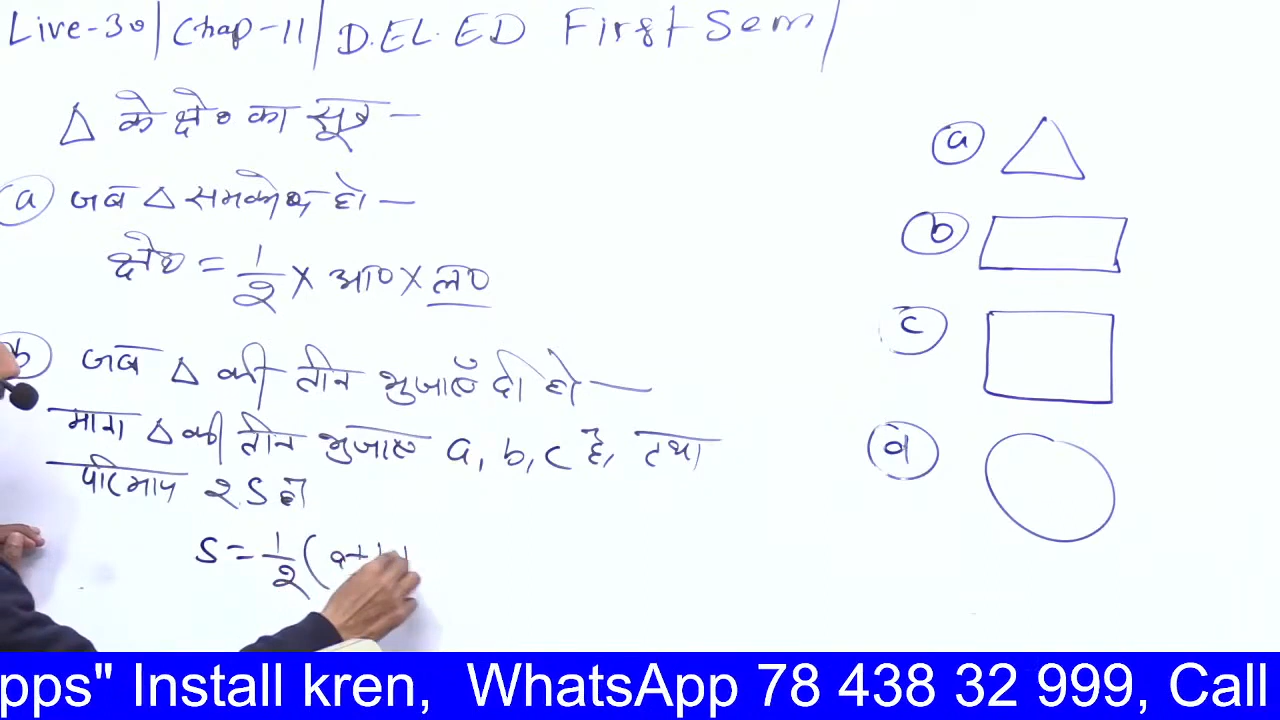 Live-30/Chap-11/D.EL.ED First Sem/
△ के क्षे० का सूत्र -
(a) जब △ समकोण हो -
क्षे० = 1/2 × आ० × ल०
(b) जब △ की तीन भुजाएँ दी हो -
माना △ की तीन भुजाए a, b, c है, तथा
परिमाप 2S हो
S = 1/2 (a+b+
(a)
(b)
(c)
(d)
pps" Install kren, WhatsApp 78 438 32 999, Call